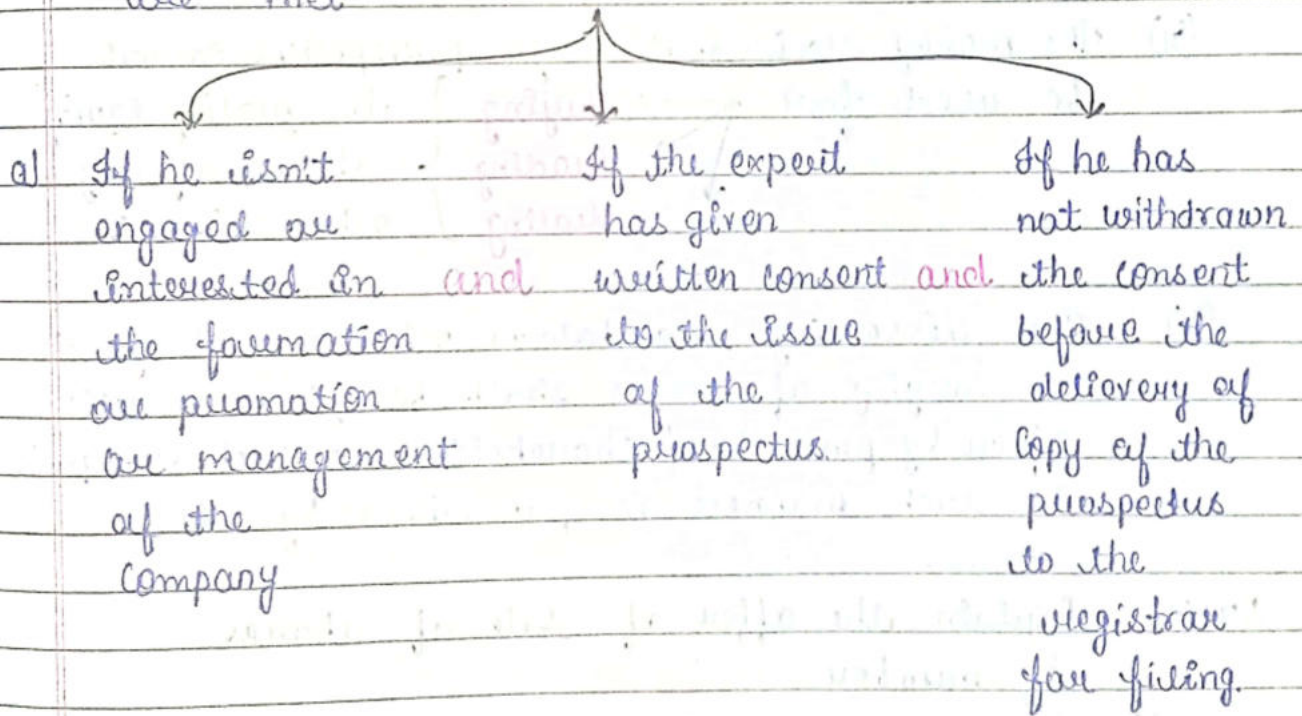 a) If he isn't
engaged or
interested in
the formation
or promotion
or management
of the
Company
and
If the expert
has given
written consent
to the issue
of the
prospectus.
and
If he has
not withdrawn
the consent
before the
delievery of
Copy of the
prospectus
to the
registrar
for filing.